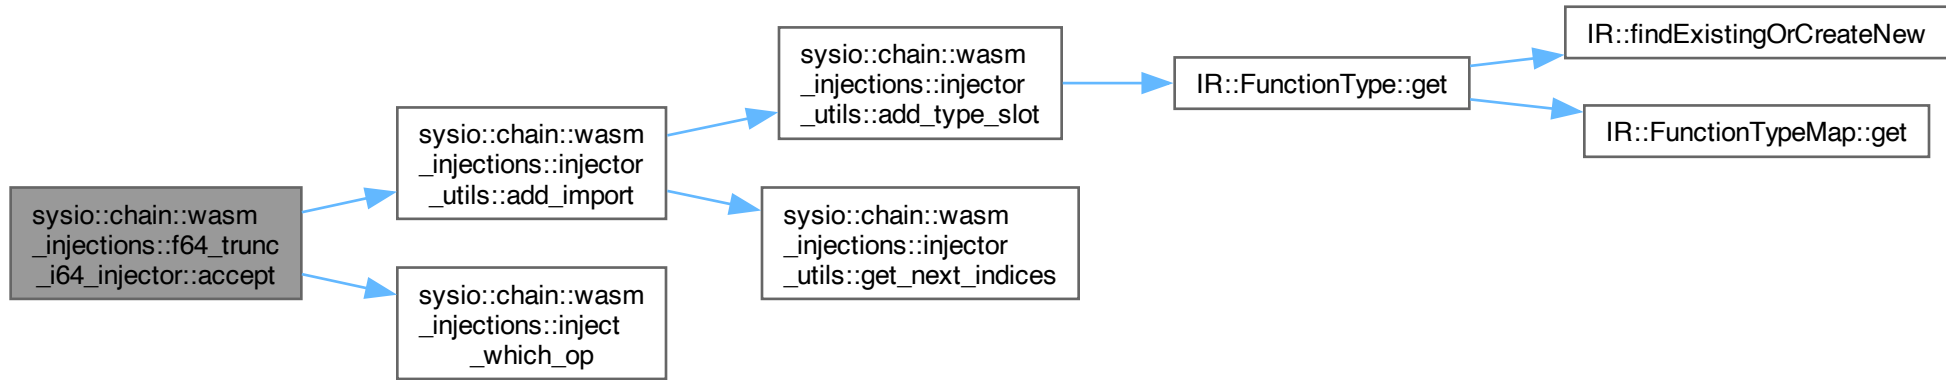 sysio::chain::wasm
_injections::f64_trunc
_i64_injector::accept
sysio::chain::wasm
_injections::injector
_utils::add_import
sysio::chain::wasm
_injections::inject
_which_op
sysio::chain::wasm
_injections::injector
_utils::add_type_slot
sysio::chain::wasm
_injections::injector
_utils::get_next_indices
IR::FunctionType::get
IR::findExistingOrCreateNew
IR::FunctionTypeMap::get